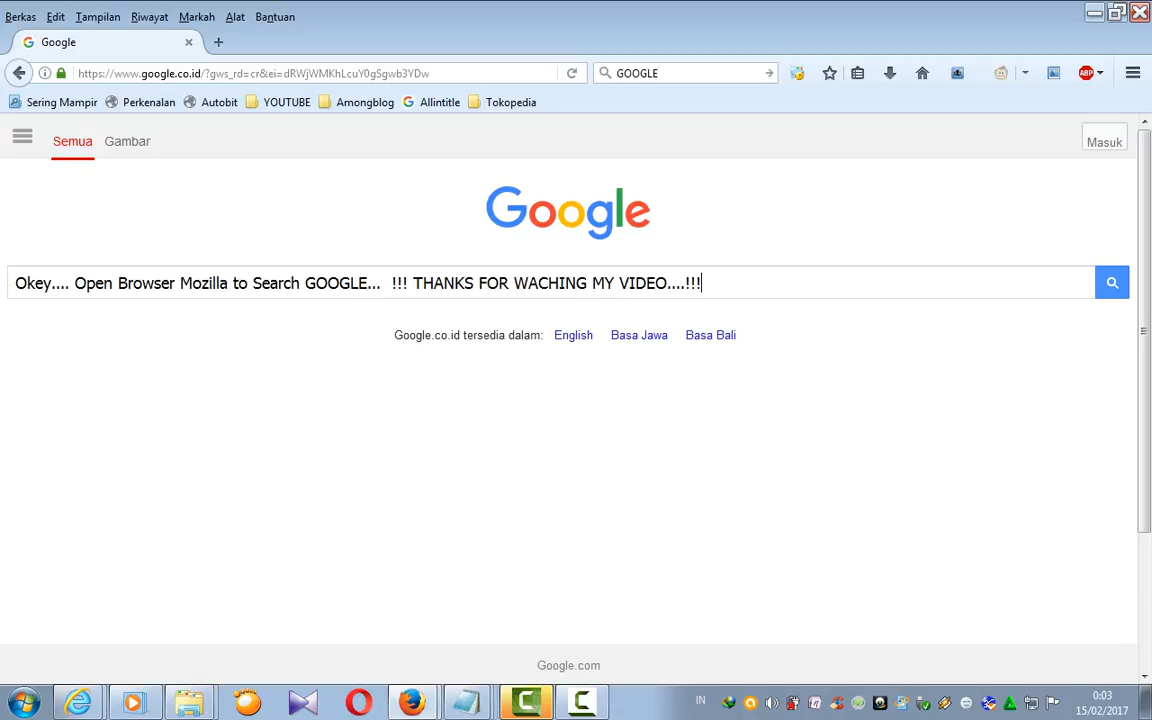 Berkas Edit Tampilan Riwayat Markah Alat Bantuan
Google
https://www.google.co.id/?gws_rd=cr&ei=dRWjWMKhLcuY0gSgwb3YDw
GOOGLE
ABP
Sering Mampir Perkenalan Autobit YOUTUBE Amongblog Allintitle Tokopedia
Semua Gambar
Masuk
Google
Okey.... Open Browser Mozilla to Search GOOGLE... !!! THANKS FOR WACHING MY VIDEO....!!!
Google.co.id tersedia dalam: English Basa Jawa Basa Bali
Google.com
IN
0:03
15/02/2017